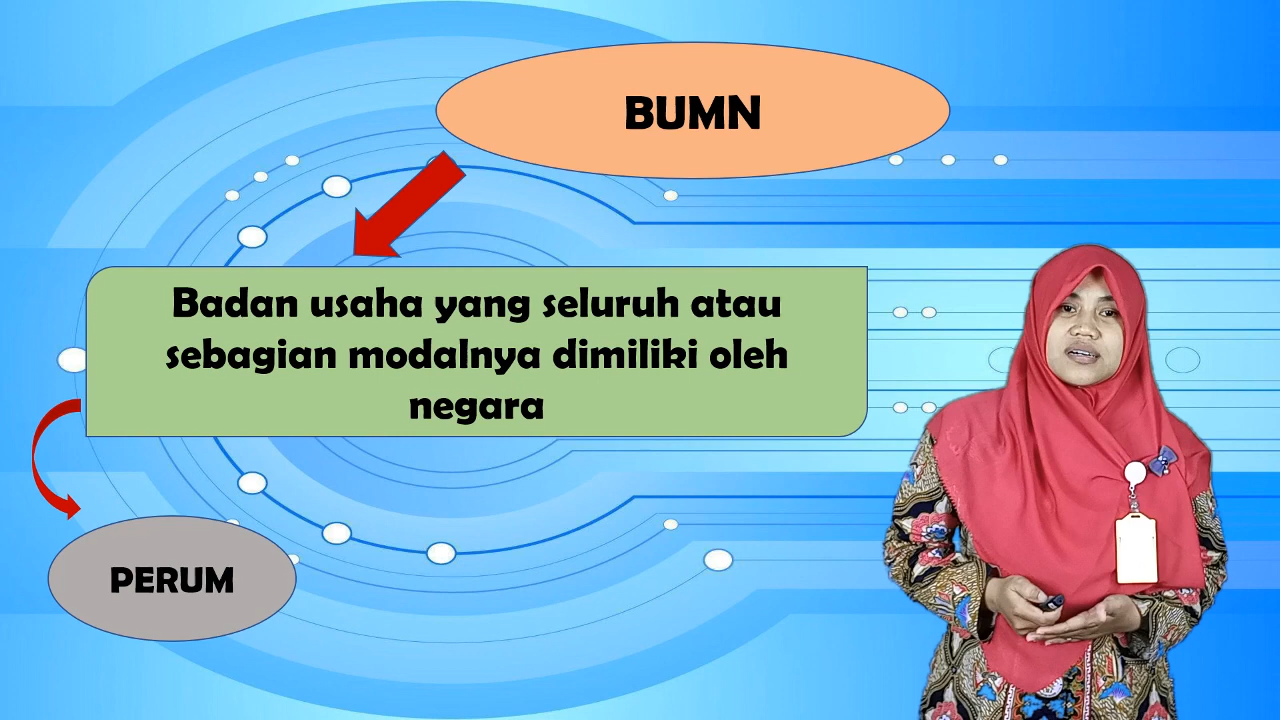 BUMN
Badan usaha yang seluruh atau
sebagian modalnya dimiliki oleh
negara
PERUM